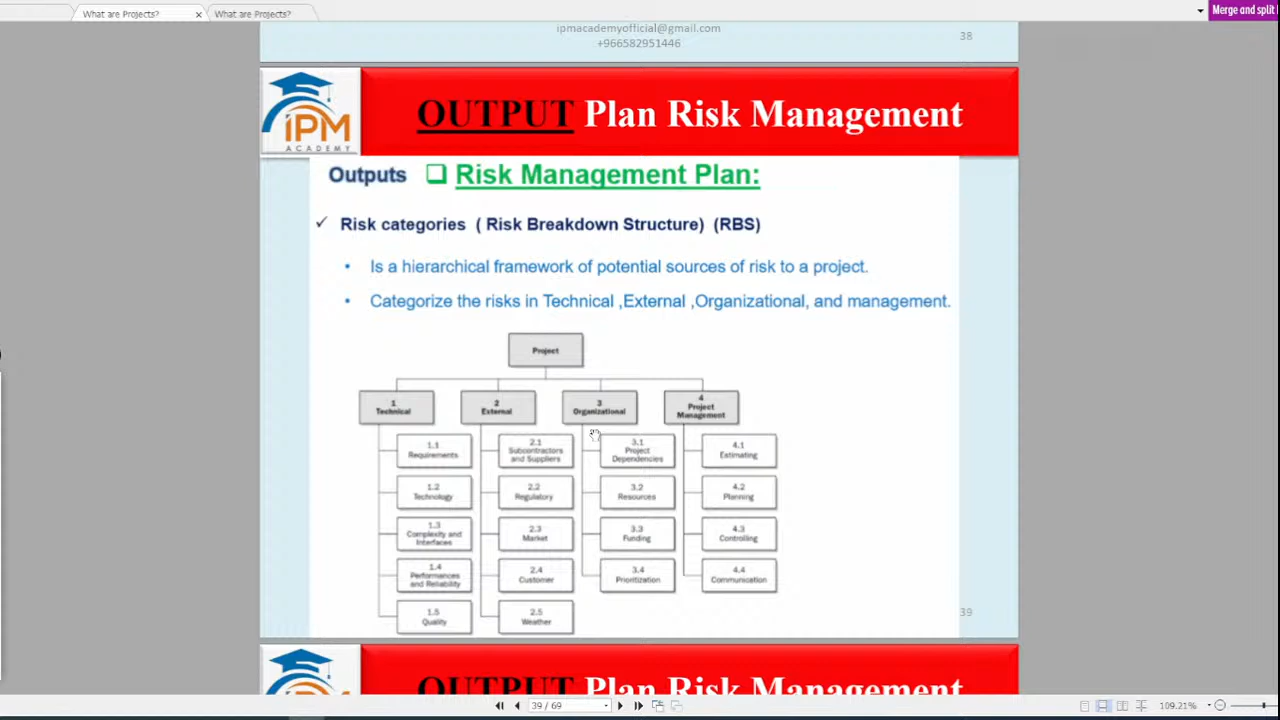 What are Projects?
x
What are Projects?
Merge and split
ipmacademyofficial@gmail.com
+966582951446
38
iPM
ACADEMY
OUTPUT Plan Risk Management
Outputs ❑ Risk Management Plan:
✓ Risk categories ( Risk Breakdown Structure) (RBS)
• Is a hierarchical framework of potential sources of risk to a project.
• Categorize the risks in Technical ,External ,Organizational, and management.
Project
1
Technical
2
External
3
Organizational
4
Project
Management
1.1
Requirements
1.2
Technology
1.3
Complexity and
Interfaces
1.4
Performances
and Reliability
1.5
Quality
2.1
Subcontractors
and Suppliers
2.2
Regulatory
2.3
Market
2.4
Customer
2.5
Weather
3.1
Project
Dependencies
3.2
Resources
3.3
Funding
3.4
Prioritization
4.1
Estimating
4.2
Planning
4.3
Controlling
4.4
Communication
39
iPM
OUTPUT Plan Risk Management
39 / 69
109.21%